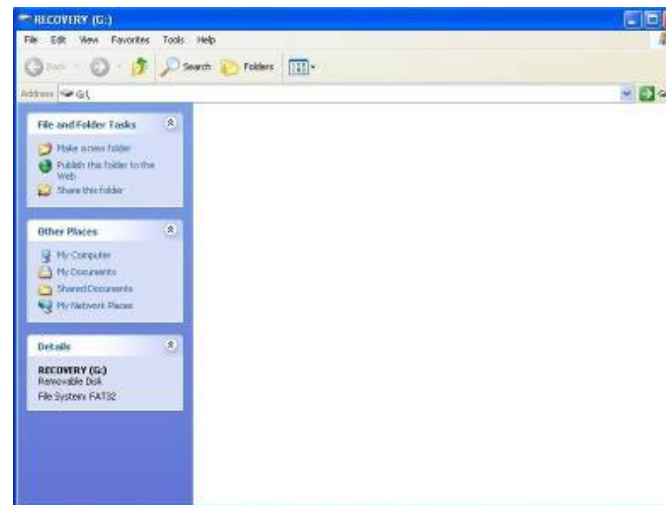 RECOVERY (G:)
File Edit View Favorites Tools Help
Back Search Folders
Address G:\
File and Folder Tasks
Make a new folder
Publish this folder to the
Web
Share this folder
Other Places
My Computer
My Documents
Shared Documents
My Network Places
Details
RECOVERY (G:)
Removable Disk
File System: FAT32